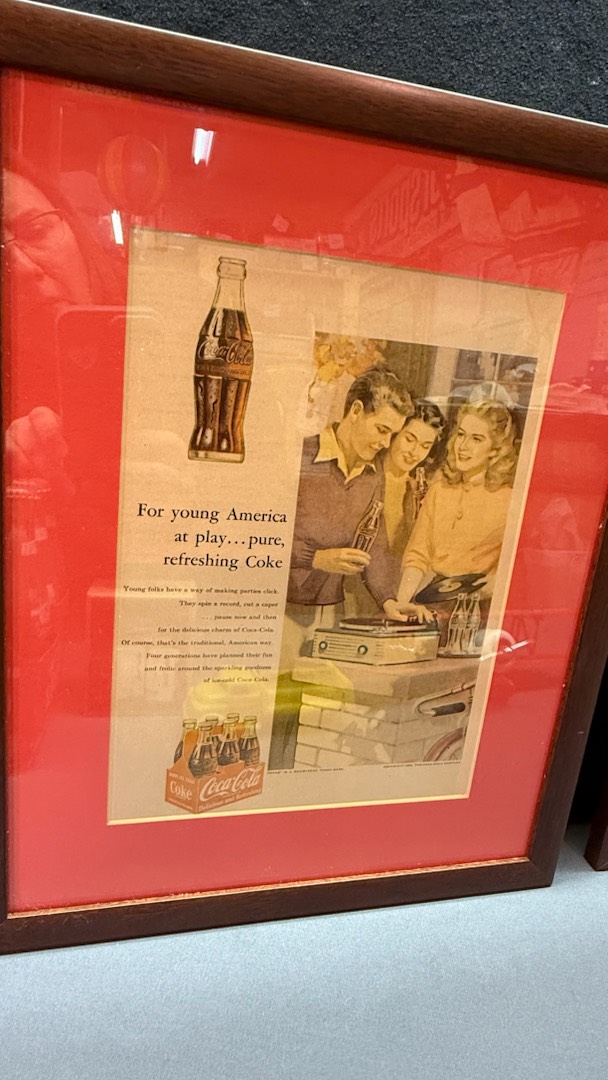 Coca-Cola
For young America
at play...pure,
refreshing Coke
Young folks have a way of making parties click.
They spin a record, cut a caper
... pause now and then
for the delicious charm of Coca-Cola.
Of course, that's the traditional, American way.
Four generations have planned their fun
and frolic around the sparkling goodness
of ice-cold Coca-Cola.
Coke
Coca-Cola
Delicious and Refreshing